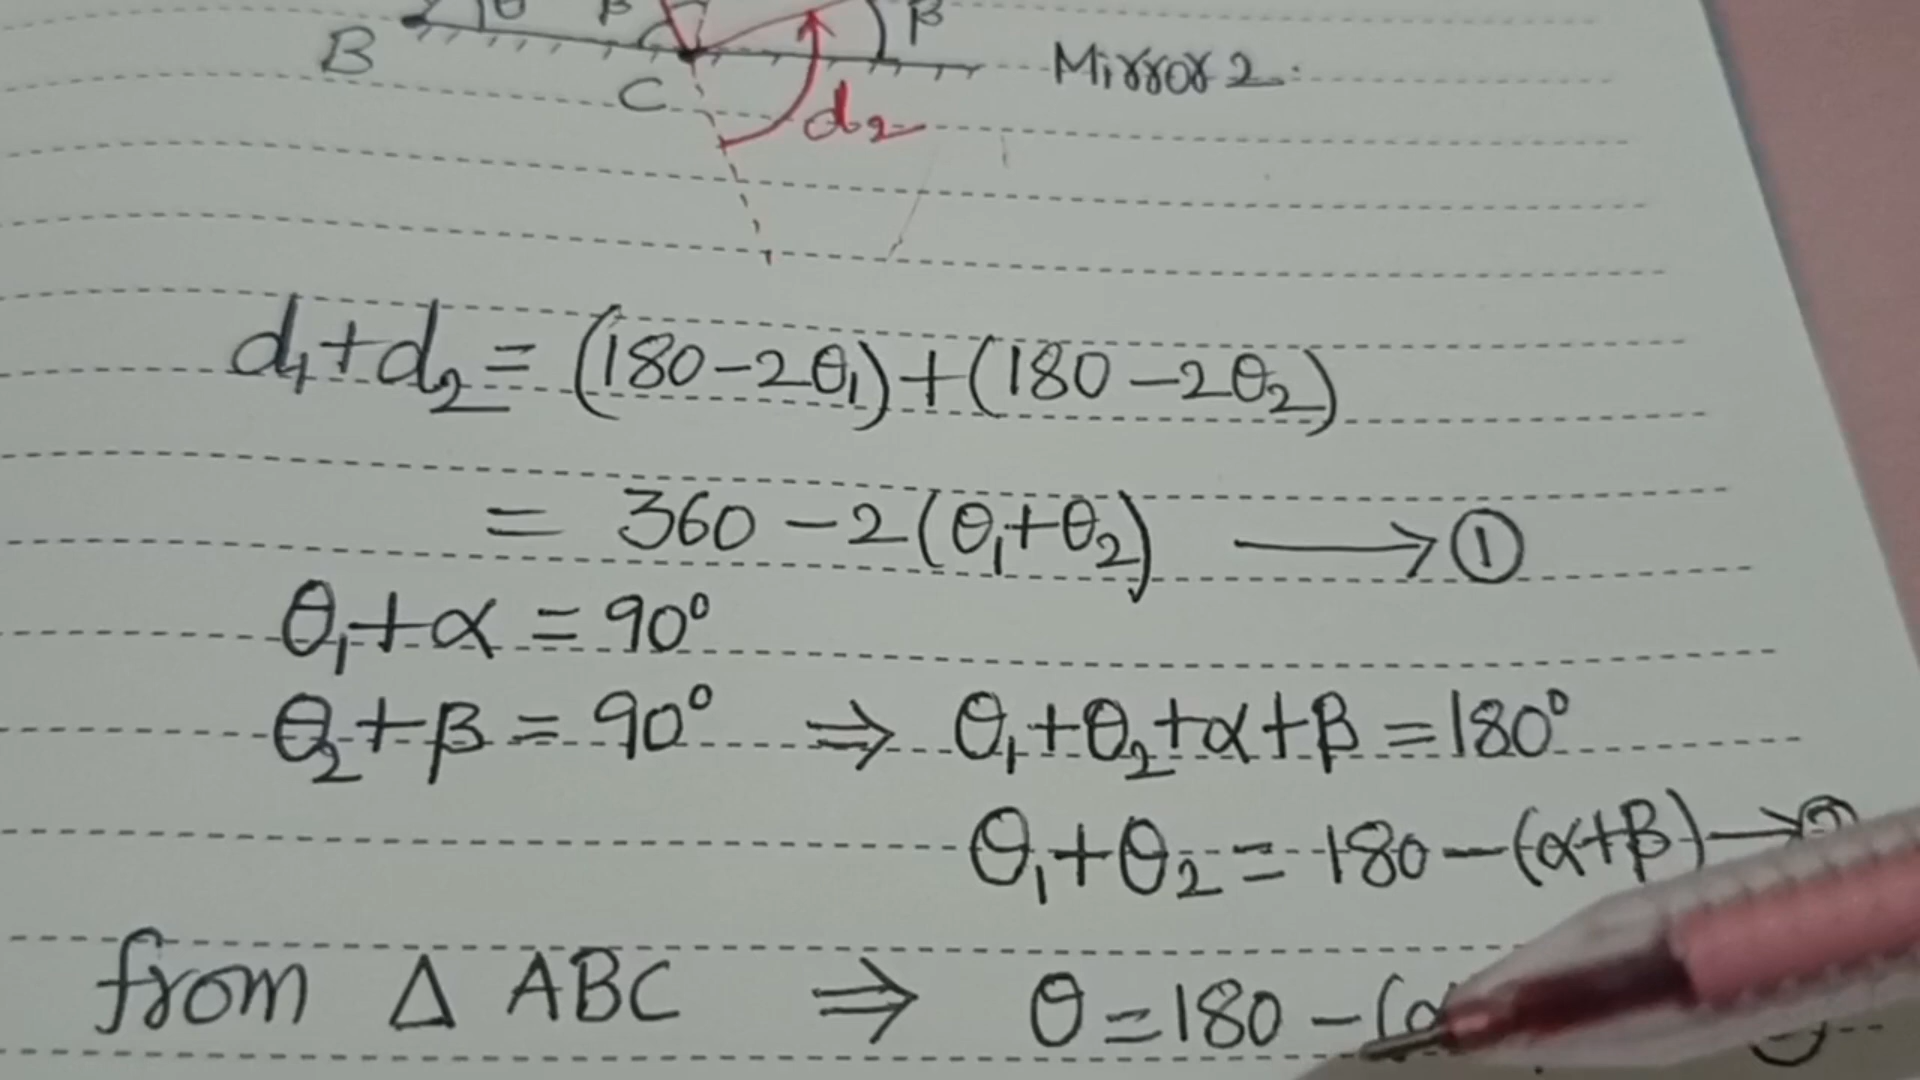 θ β β
B Mirror 2
C d₂
d₁+d₂ = (180-2θ₁)+(180-2θ₂)
= 360-2(θ₁+θ₂) → ①
θ₁+α = 90°
θ₂+β = 90° ⇒ θ₁+θ₂+α+β = 180°
θ₁+θ₂ = 180-(α+β) →
from Δ ABC ⇒ θ = 180-(α